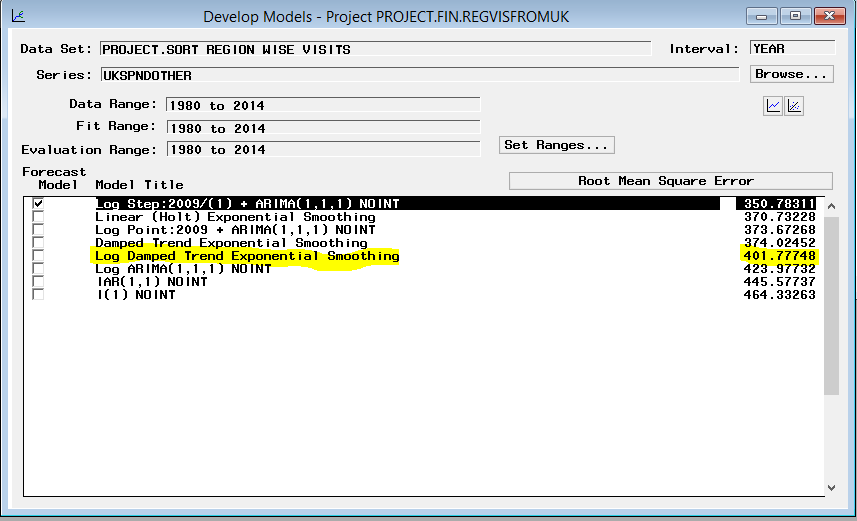 Develop Models - Project PROJECT.FIN.REGVISFROMUK
Data Set: PROJECT.SORT REGION WISE VISITS Interval: YEAR
Series: UKSPNDOTHER Browse...
Data Range: 1980 to 2014
Fit Range: 1980 to 2014
Evaluation Range: 1980 to 2014 Set Ranges...
Forecast
Model Model Title Root Mean Square Error
Log Step:2009/(1) + ARIMA(1,1,1) NOINT 350.78311
Linear (Holt) Exponential Smoothing 370.73228
Log Point:2009 + ARIMA(1,1,1) NOINT 373.67268
Damped Trend Exponential Smoothing 374.02452
Log Damped Trend Exponential Smoothing 401.77748
Log ARIMA(1,1,1) NOINT 423.97732
IAR(1,1) NOINT 445.57737
I(1) NOINT 464.33263